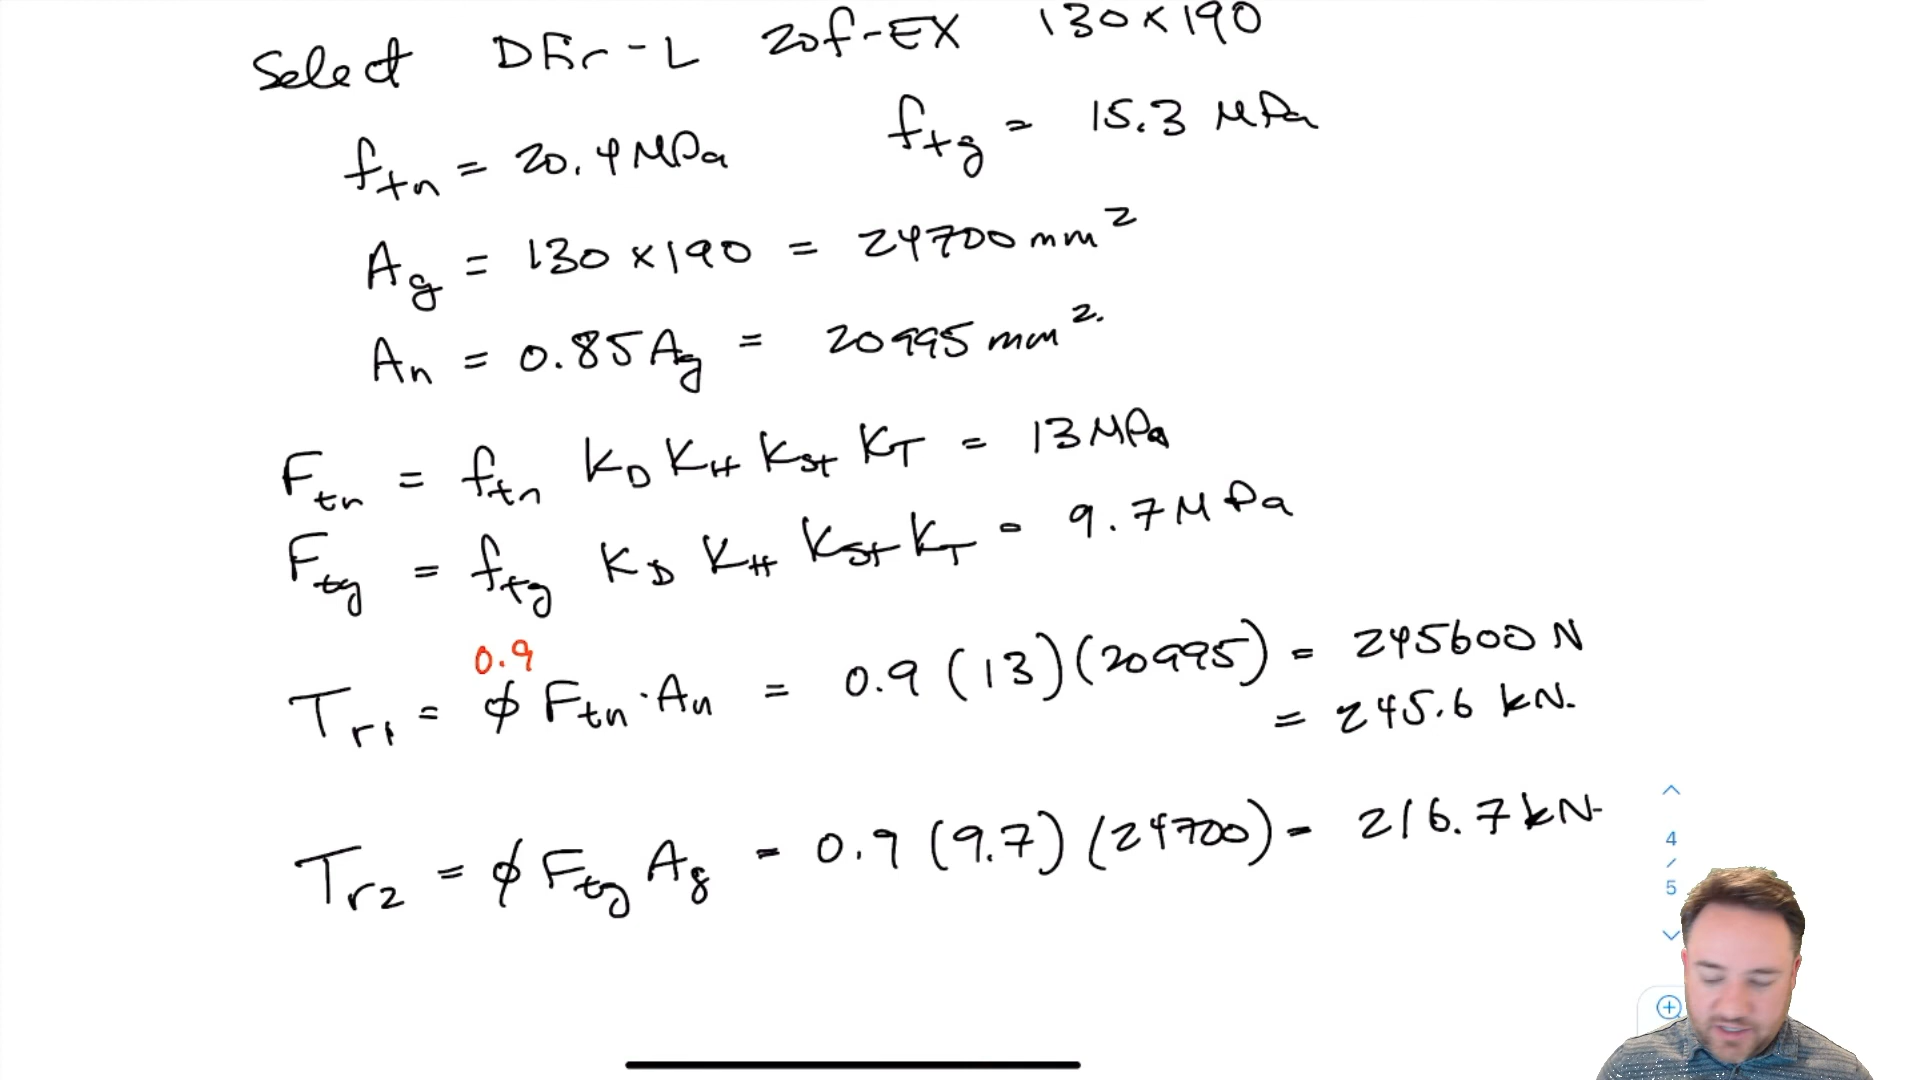 Select DFir-L 20f-EX 130×190
ftn = 20.4 MPa ftg = 15.3 MPa
Ag = 130×190 = 24700 mm²
An = 0.85Ag = 20995 mm².
Ftn = ftn KD KH KSt KT = 13 MPa
Ftg = ftg KD KH KSt KT = 9.7 MPa
0.9
Tr1 = ϕ Ftn·An = 0.9 (13)(20995) = 245600 N
= 245.6 kN.
Tr2 = ϕ Ftg Ag = 0.9 (9.7)(24700) = 216.7 kN
4
/
5